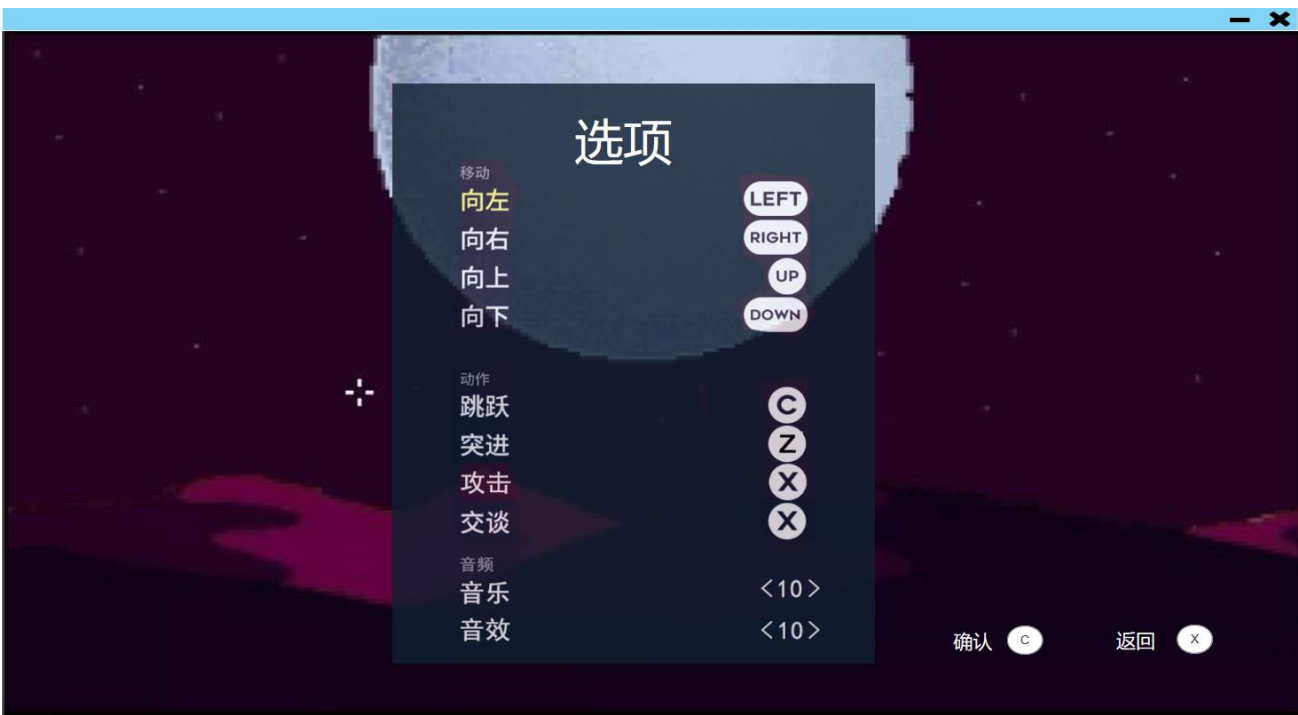 选项
移动
向左 LEFT
向右 RIGHT
向上 UP
向下 DOWN
动作
跳跃 C
突进 Z
攻击 X
交谈 X
音频
音乐 <10>
音效 <10>
确认 C 返回 X